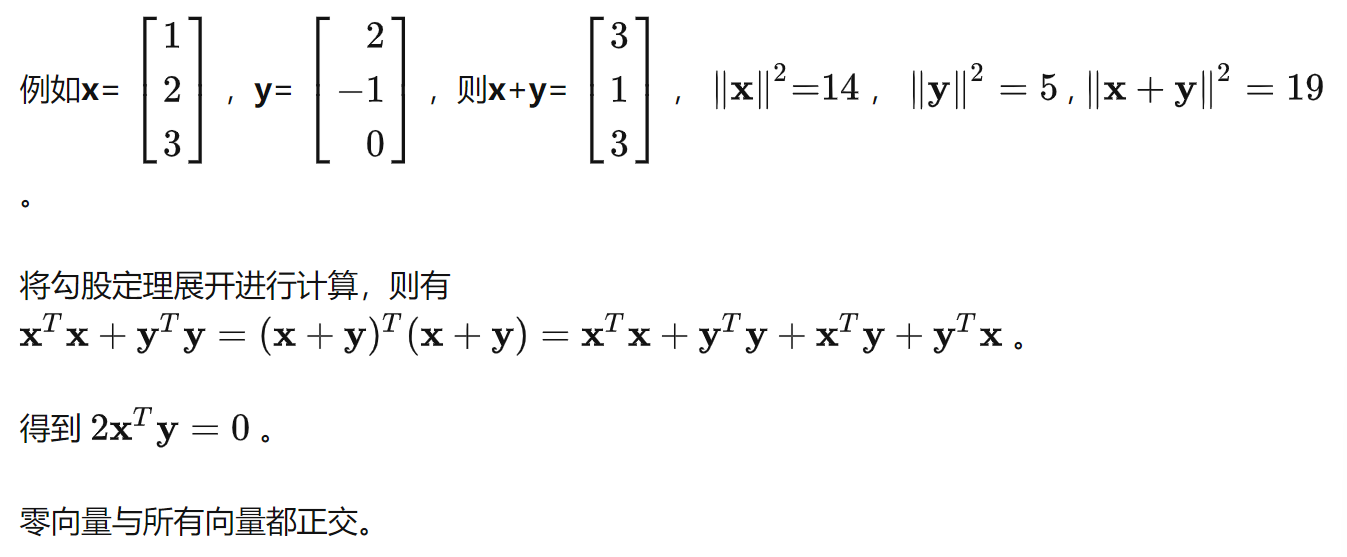 例如x= [1 2 3] ，y= [2 −1 0] ，则x+y= [3 1 3] ， ‖x‖²=14 ， ‖y‖² = 5 , ‖x + y‖² = 19
。
将勾股定理展开进行计算，则有
xᵀx + yᵀy = (x + y)ᵀ(x + y) = xᵀx + yᵀy + xᵀy + yᵀx 。
得到 2xᵀy = 0 。
零向量与所有向量都正交。